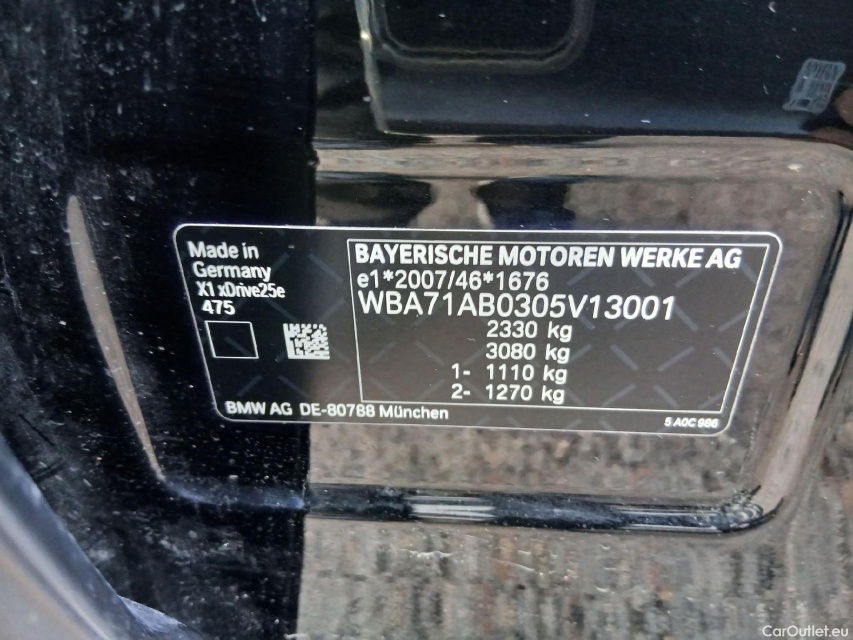 Made in
Germany
X1 xDrive25e
475
BAYERISCHE MOTOREN WERKE AG
e1*2007/46*1676
WBA71AB0305V13001
2330 kg
3080 kg
1- 1110 kg
2- 1270 kg
BMW AG DE-80788 München
5 A0C 986
CarOutlet.eu